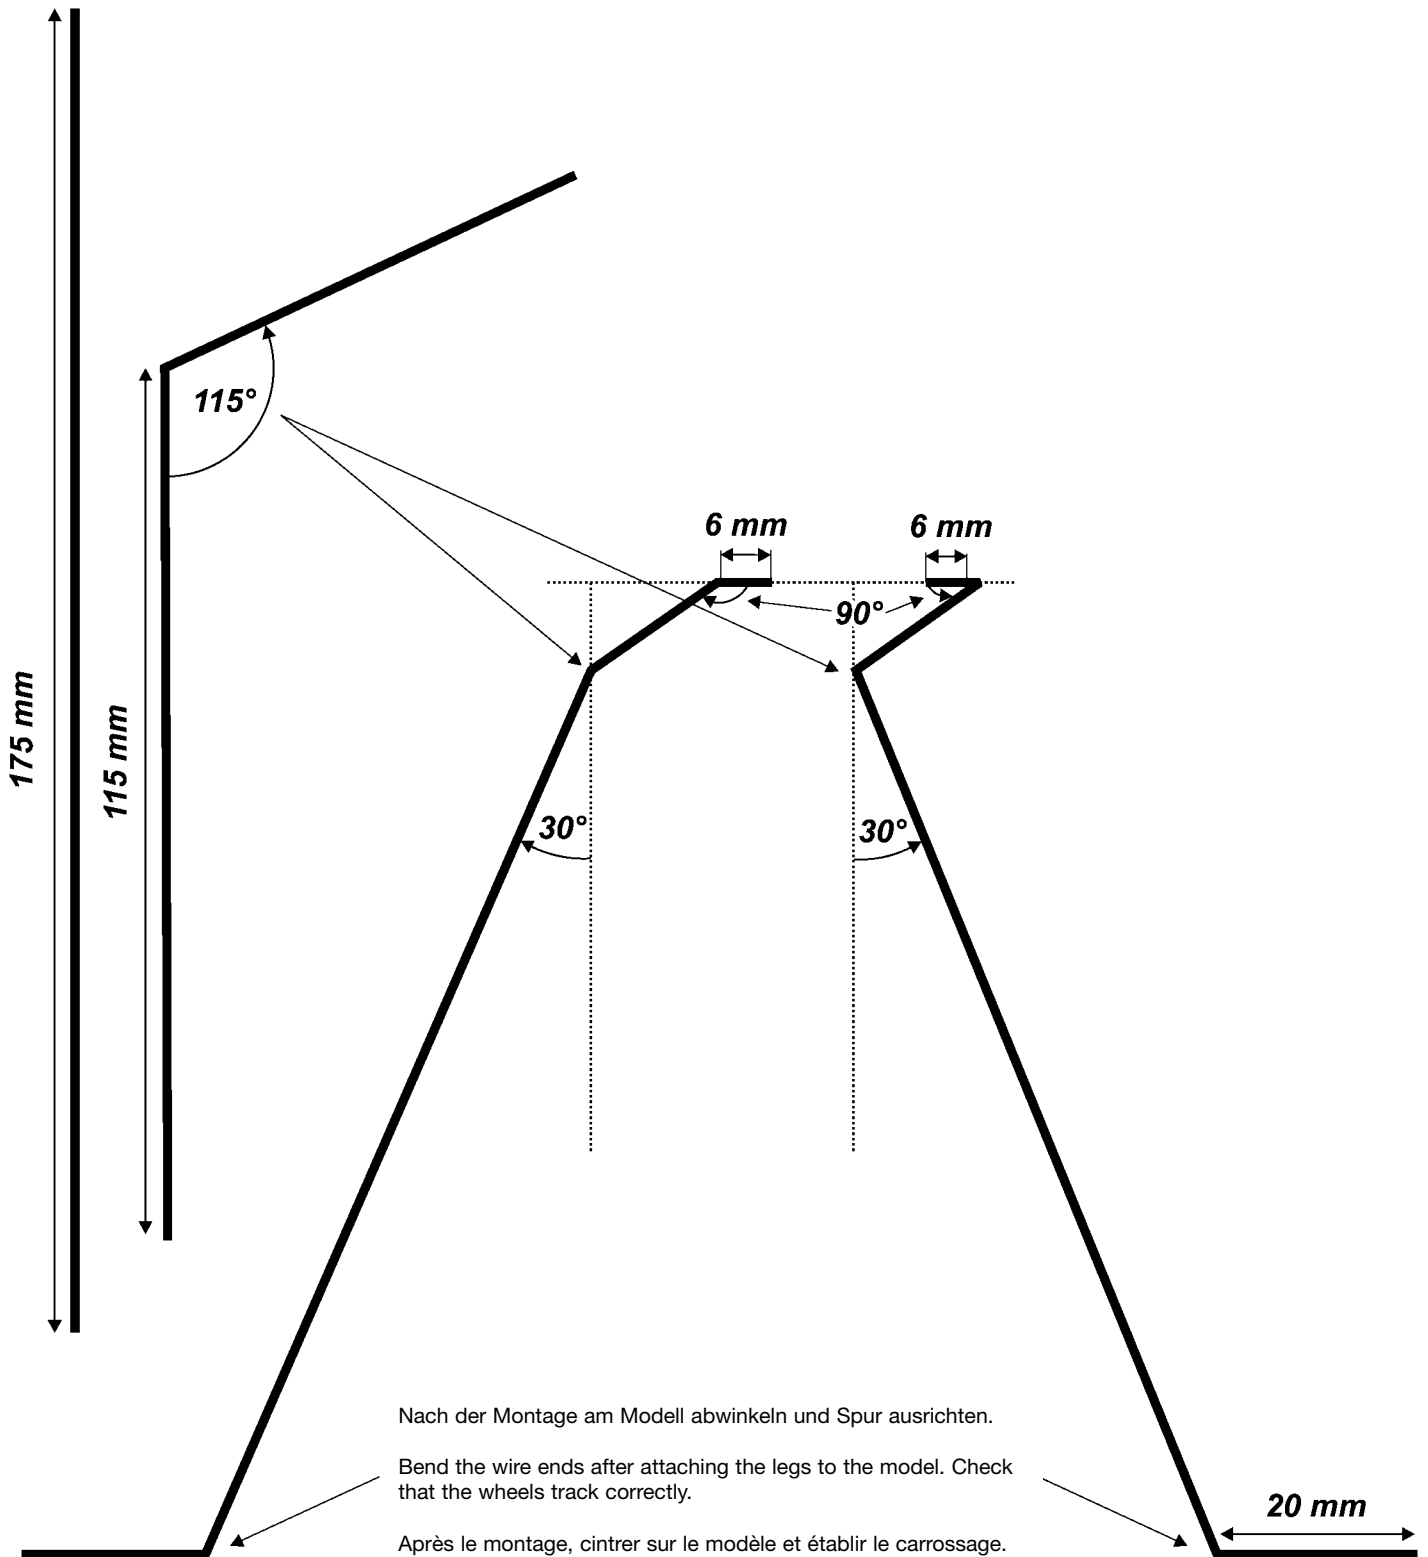 115°
6 mm
6 mm
90°
175 mm
115 mm
30°
30°
Nach der Montage am Modell abwinkeln und Spur ausrichten.
Bend the wire ends after attaching the legs to the model. Check
that the wheels track correctly.
20 mm
Après le montage, cintrer sur le modèle et établir le carrossage.